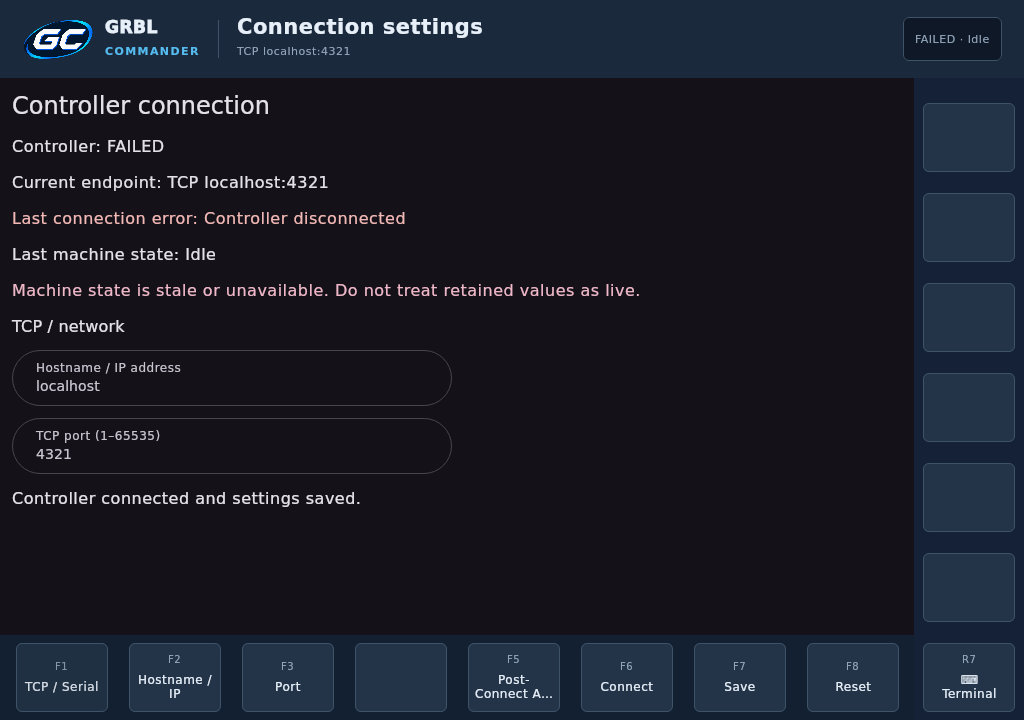 GC
GRBL
COMMANDER
Connection settings
TCP localhost:4321
FAILED · Idle
Controller connection
Controller: FAILED
Current endpoint: TCP localhost:4321
Last connection error: Controller disconnected
Last machine state: Idle
Machine state is stale or unavailable. Do not treat retained values as live.
TCP / network
Hostname / IP address
localhost
TCP port (1–65535)
4321
Controller connected and settings saved.
F1
TCP / Serial
F2
Hostname /
IP
F3
Port
F5
Post-
Connect A...
F6
Connect
F7
Save
F8
Reset
R7
⌨
Terminal